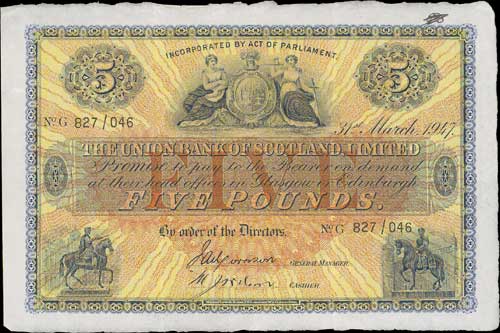 INCORPORATED BY ACT OF PARLIAMENT.
5 5
No G 827/046
31st March 1947.
THE UNION BANK OF SCOTLAND LIMITED
Promise to pay to the Bearer on demand
at their head offices in Glasgow or Edinburgh
FIVE
FIVE POUNDS.
By order of the Directors. No G 827/046
GENERAL MANAGER.
CASHIER.